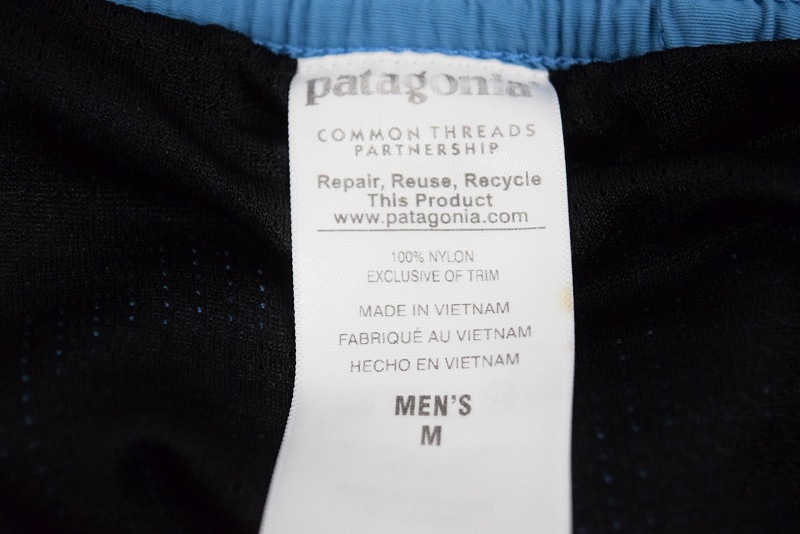 patagonia
COMMON THREADS
PARTNERSHIP
Repair, Reuse, Recycle
This Product
www.patagonia.com
100% NYLON
EXCLUSIVE OF TRIM
MADE IN VIETNAM
FABRIQUÉ AU VIETNAM
HECHO EN VIETNAM
MEN'S
M